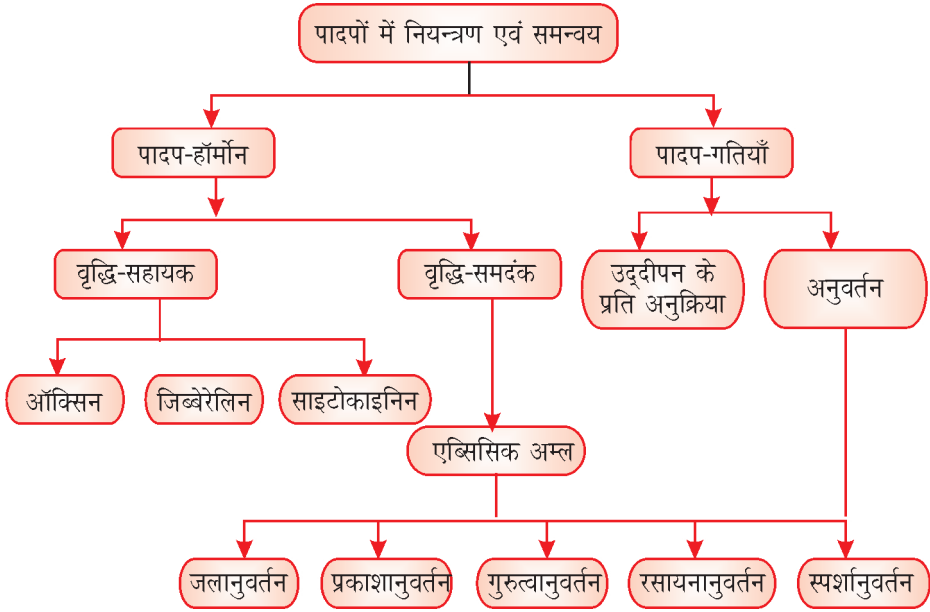 पादपों में नियन्त्रण एवं समन्वय
पादप-हॉर्मोन
पादप-गतियाँ
वृद्धि-सहायक
वृद्धि-समदंक
उद्दीपन के
प्रति अनुक्रिया
अनुवर्तन
ऑक्सिन
जिब्बेरेलिन
साइटोकाइनिन
एब्सिसिक अम्ल
जलानुवर्तन
प्रकाशानुवर्तन
गुरुत्वानुवर्तन
रसायनानुवर्तन
स्पर्शानुवर्तन